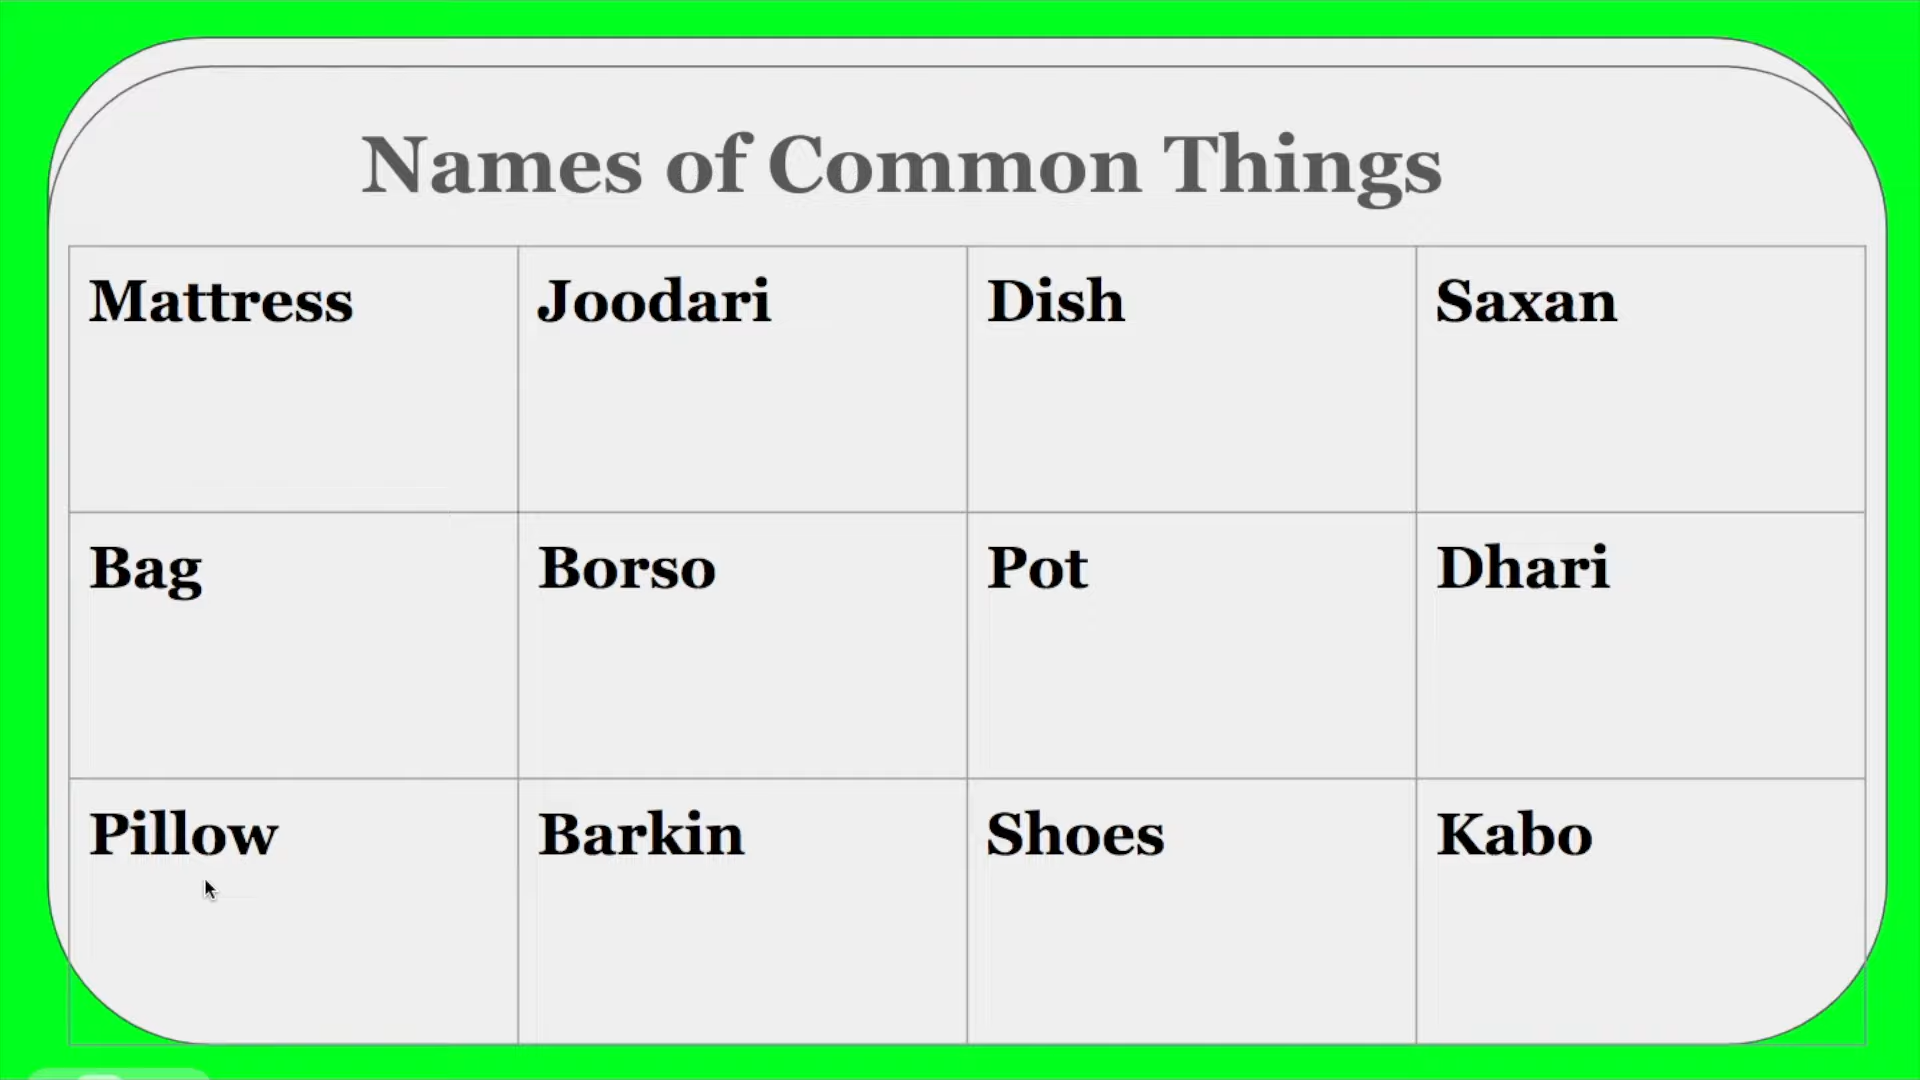 Names of Common Things
Mattress Joodari Dish Saxan
Bag Borso Pot Dhari
Pillow Barkin Shoes Kabo